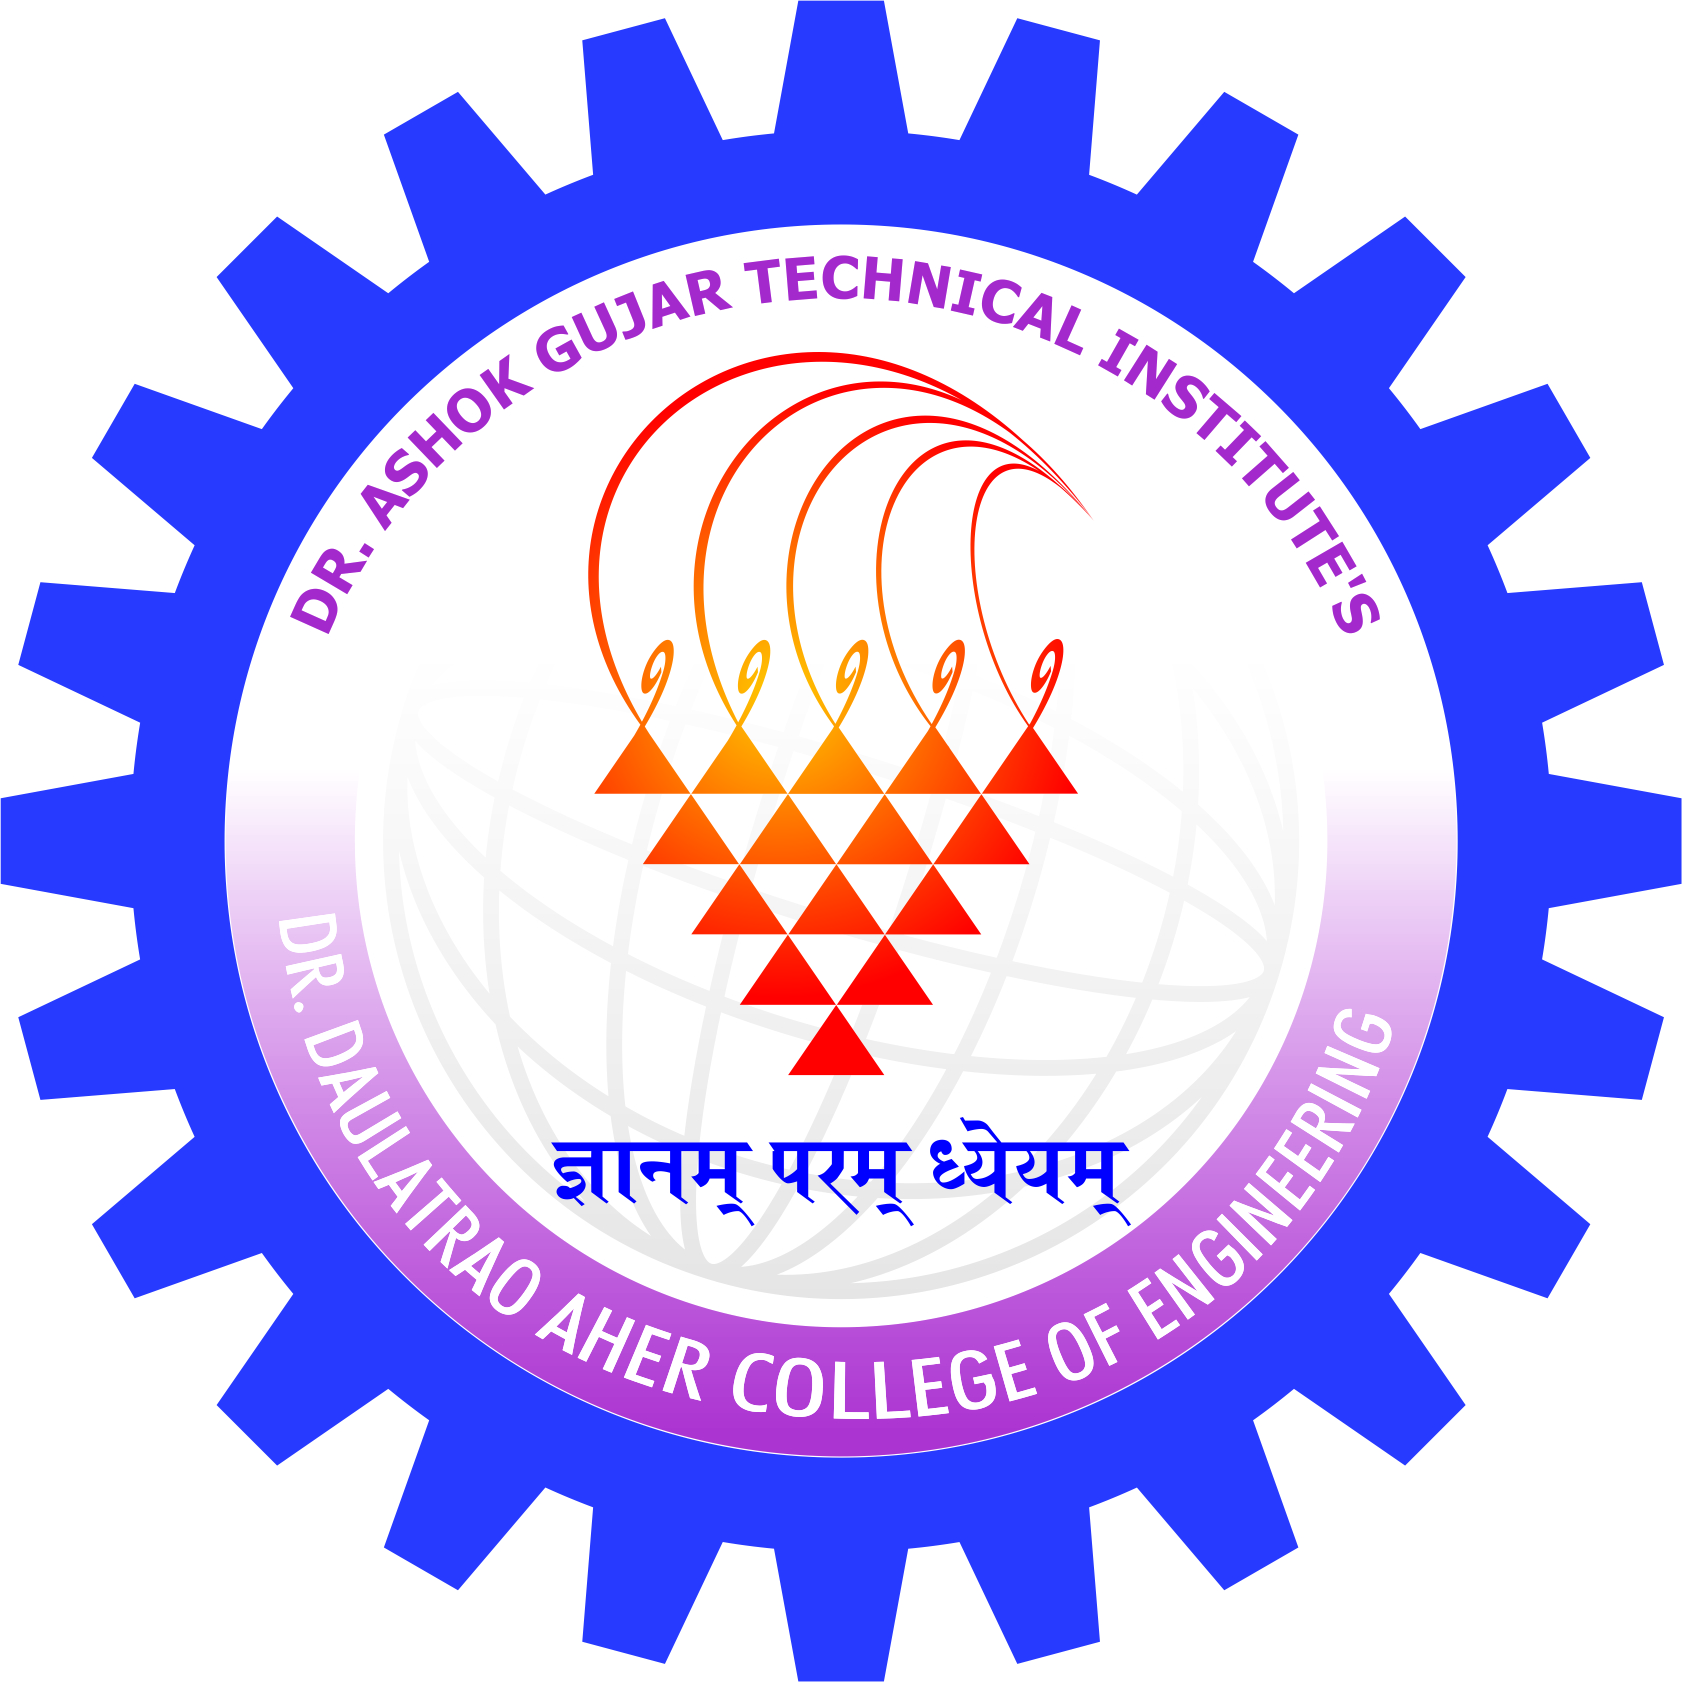 DR. ASHOK GUJAR TECHNICAL INSTITUTE'S
ज्ञानम् परम् ध्येयम्
DR. DAULATRAO AHER COLLEGE OF ENGINEERING